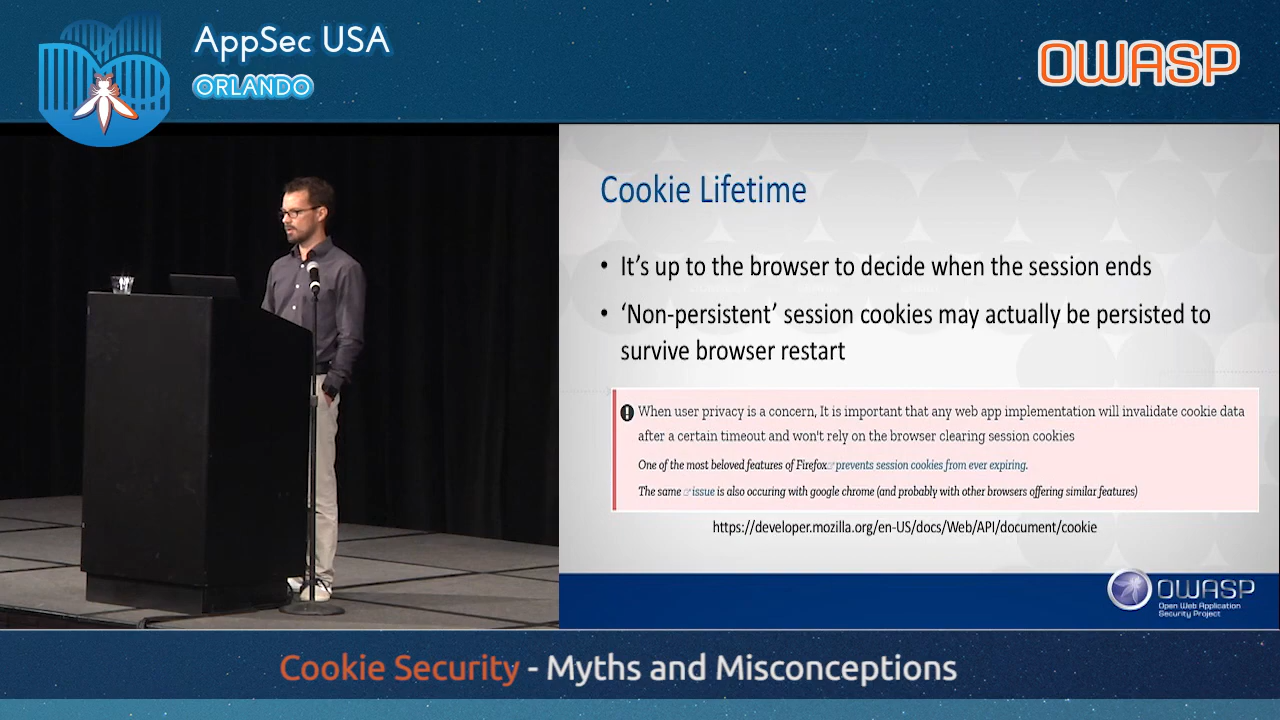 AppSec USA
ORLANDO
OWASP
Cookie Lifetime
• It’s up to the browser to decide when the session ends
• ‘Non-persistent’ session cookies may actually be persisted to
survive browser restart
When user privacy is a concern, It is important that any web app implementation will invalidate cookie data
after a certain timeout and won't rely on the browser clearing session cookies
One of the most beloved features of Firefox prevents session cookies from ever expiring.
The same issue is also occuring with google chrome (and probably with other browsers offering similar features)
https://developer.mozilla.org/en-US/docs/Web/API/document/cookie
OWASP
Open Web Application
Security Project
Cookie Security - Myths and Misconceptions